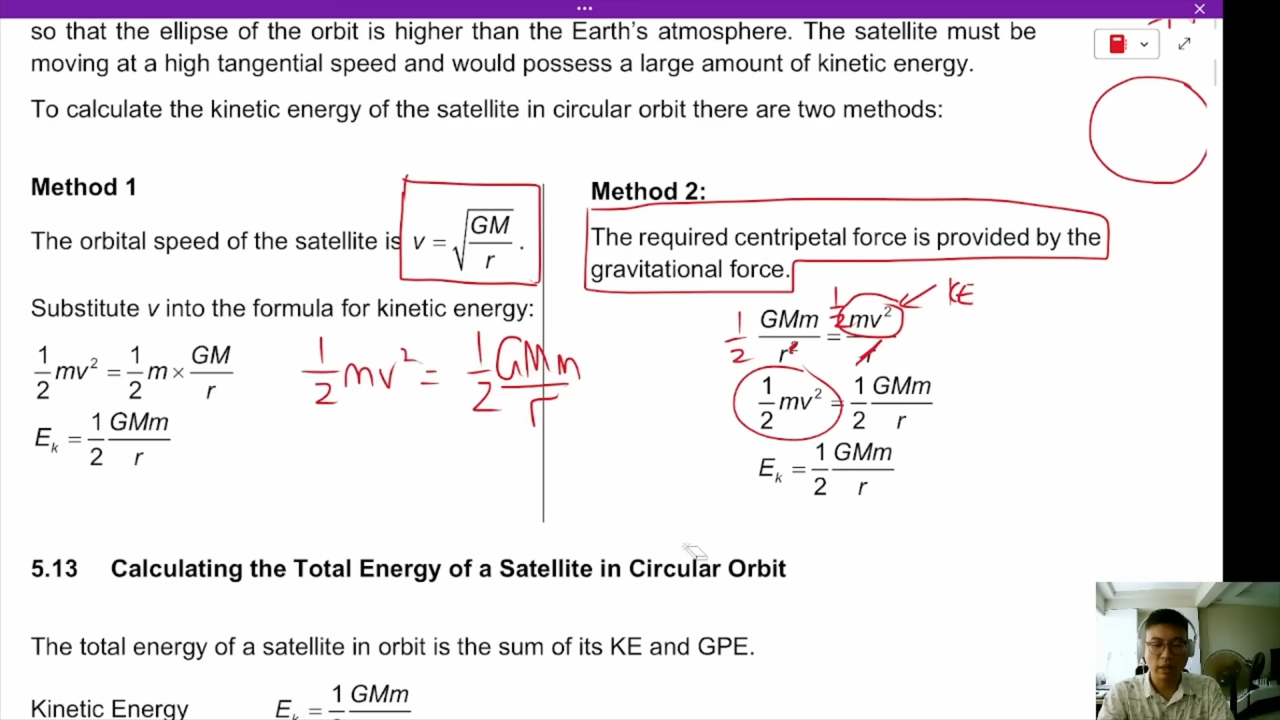 so that the ellipse of the orbit is higher than the Earth's atmosphere. The satellite must be
moving at a high tangential speed and would possess a large amount of kinetic energy.
To calculate the kinetic energy of the satellite in circular orbit there are two methods:
Method 1
The orbital speed of the satellite is v = √(GM/r) .
Substitute v into the formula for kinetic energy:
1/2 mv² = 1/2 m × GM/r
E_k = 1/2 GMm/r
1/2 mv² = 1/2 GMm/r
Method 2:
The required centripetal force is provided by the
gravitational force.
KE
1/2 GMm/r² = 1/2 mv²/r
1/2 mv² = 1/2 GMm/r
E_k = 1/2 GMm/r
5.13 Calculating the Total Energy of a Satellite in Circular Orbit
The total energy of a satellite in orbit is the sum of its KE and GPE.
Kinetic Energy E_k = 1 GMm